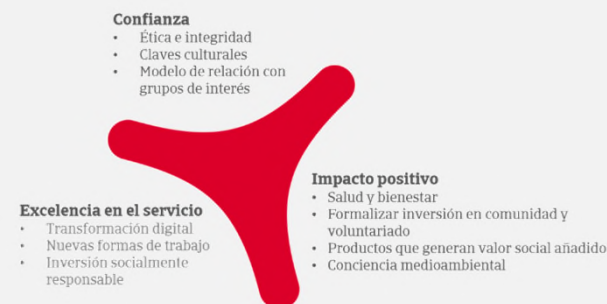 Confianza
• Ética e integridad
• Claves culturales
• Modelo de relación con
grupos de interés
Impacto positivo
• Salud y bienestar
• Formalizar inversión en comunidad y
voluntariado
• Productos que generan valor social añadido
• Conciencia medioambiental
Excelencia en el servicio
• Transformación digital
• Nuevas formas de trabajo
• Inversión socialmente
responsable